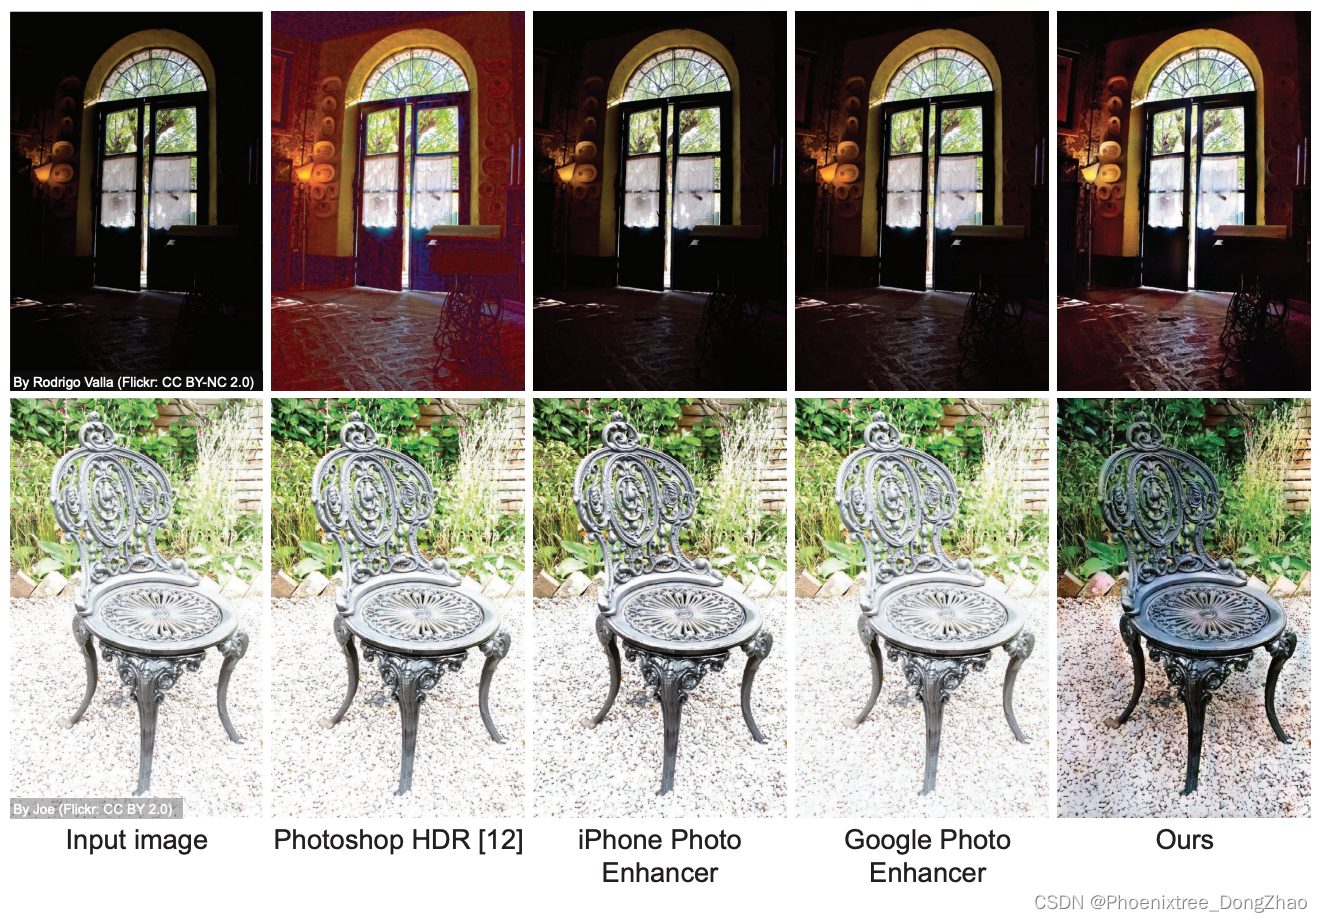 By Rodrigo Valla (Flickr: CC BY-NC 2.0)
By Joe (Flickr: CC BY 2.0)
Input image
Photoshop HDR [12]
iPhone Photo
Enhancer
Google Photo
Enhancer
Ours
CSDN @Phoenixtree_DongZhao